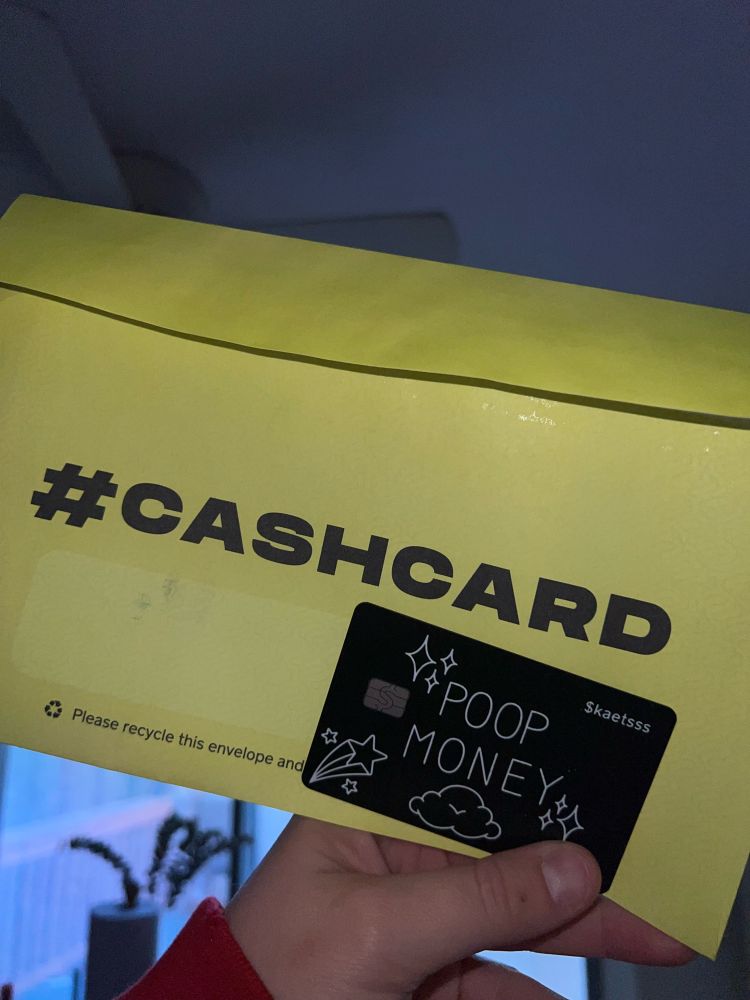 #CASHCARD
Please recycle this envelope and
$kaetsss
POOP
MONEY